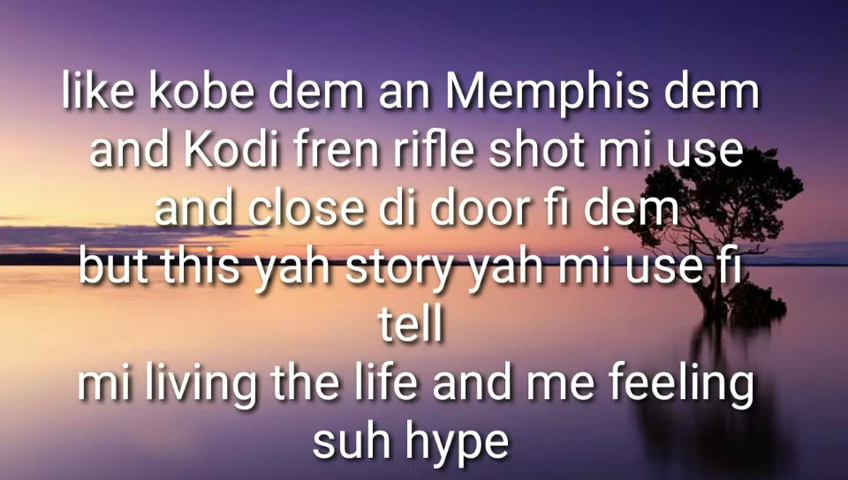 like kobe dem an Memphis dem
and Kodi fren rifle shot mi use
and close di door fi dem
but this yah story yah mi use fi
tell
mi living the life and me feeling
suh hype